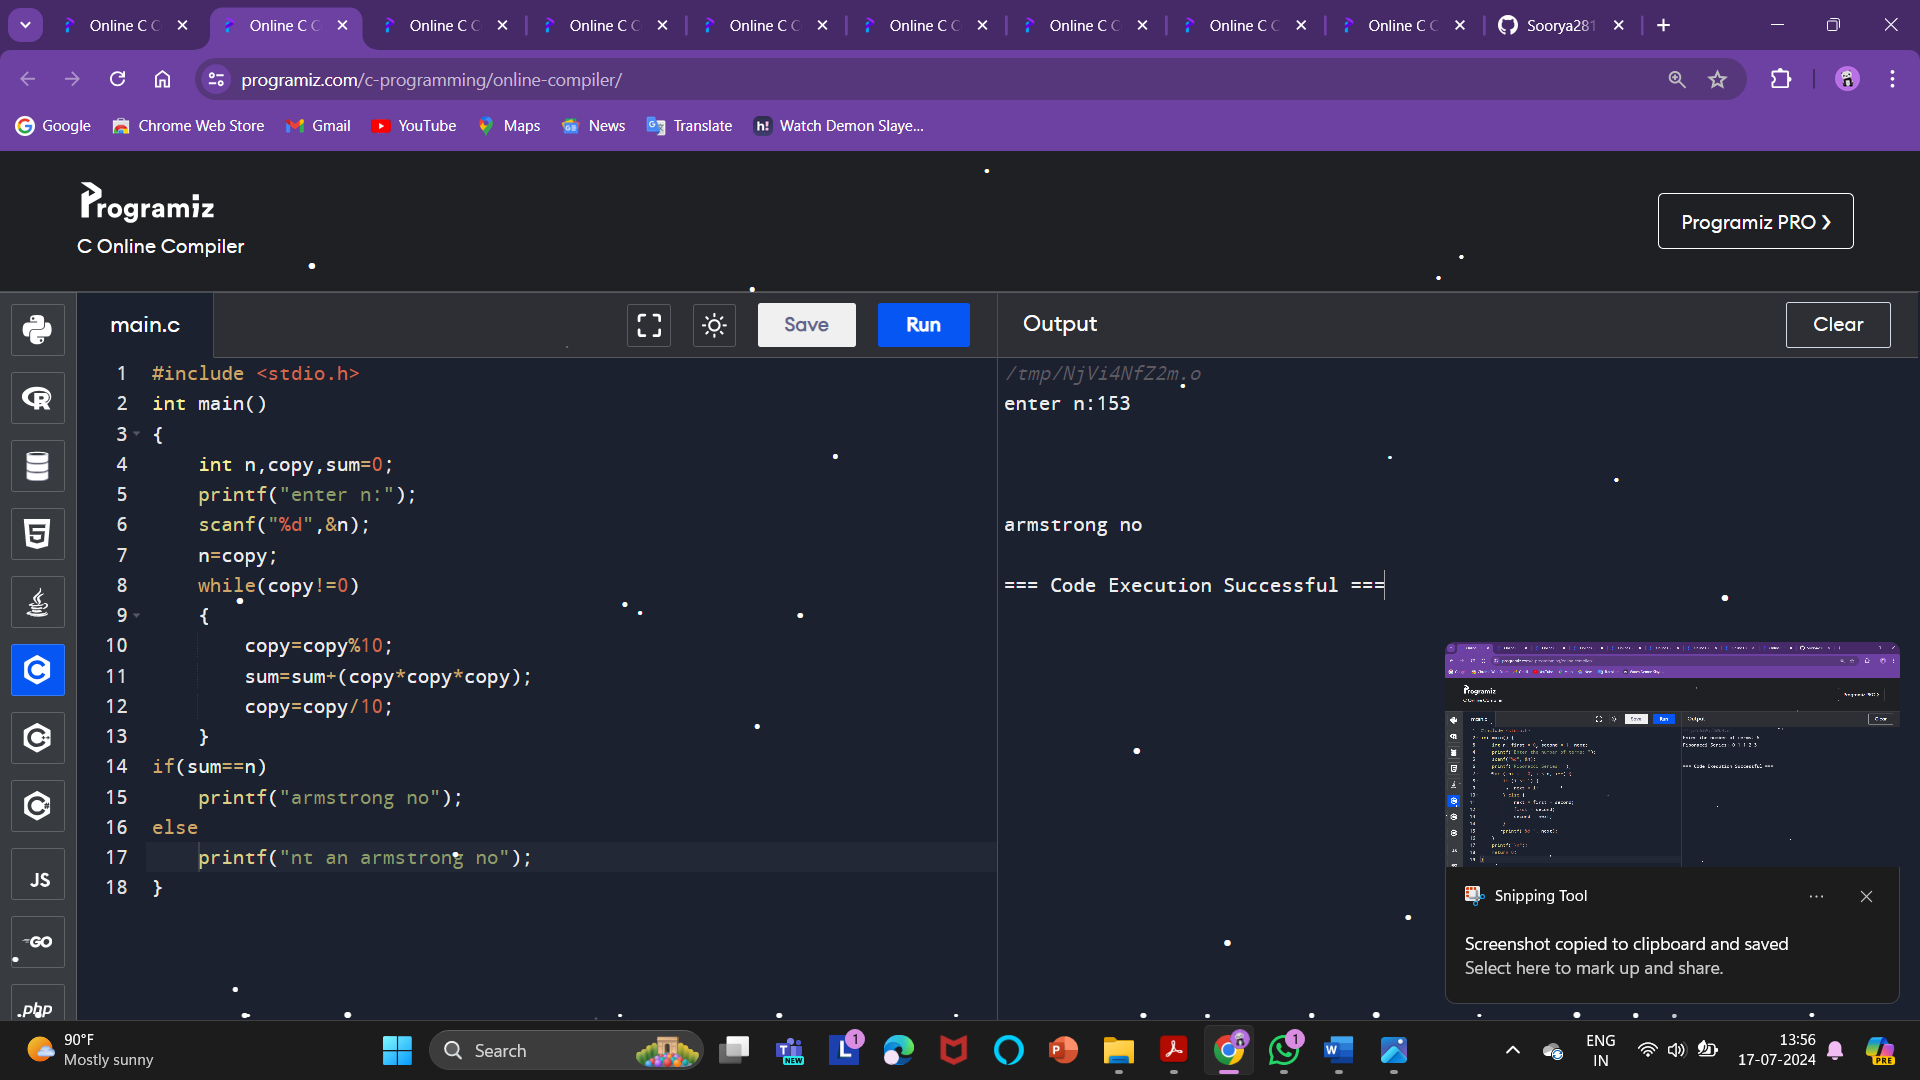 Online C C
Online C C
Online C C
Online C C
Online C C
Online C C
Online C C
Online C C
Online C C
Soorya281
programiz.com/c-programming/online-compiler/
Google
Chrome Web Store
Gmail
YouTube
Maps
News
Translate
h!
Watch Demon Slaye...
Programiz
C Online Compiler
Programiz PRO ❯
main.c
Save
Run
Output
Clear
1 #include <stdio.h>
2 int main()
3 {
4 int n,copy,sum=0;
5 printf("enter n:");
6 scanf("%d",&n);
7 n=copy;
8 while(copy!=0)
9 {
10 copy=copy%10;
11 sum=sum+(copy*copy*copy);
12 copy=copy/10;
13 }
14 if(sum==n)
15 printf("armstrong no");
16 else
17 printf("nt an armstrong no");
18 }
/tmp/NjVi4NfZ2m.o
enter n:153
armstrong no
=== Code Execution Successful ===
JS
GO
php
Snipping Tool
Screenshot copied to clipboard and saved
Select here to mark up and share.
90°F
Mostly sunny
Search
NEW
1
1
ENG
IN
13:56
17-07-2024
PRE